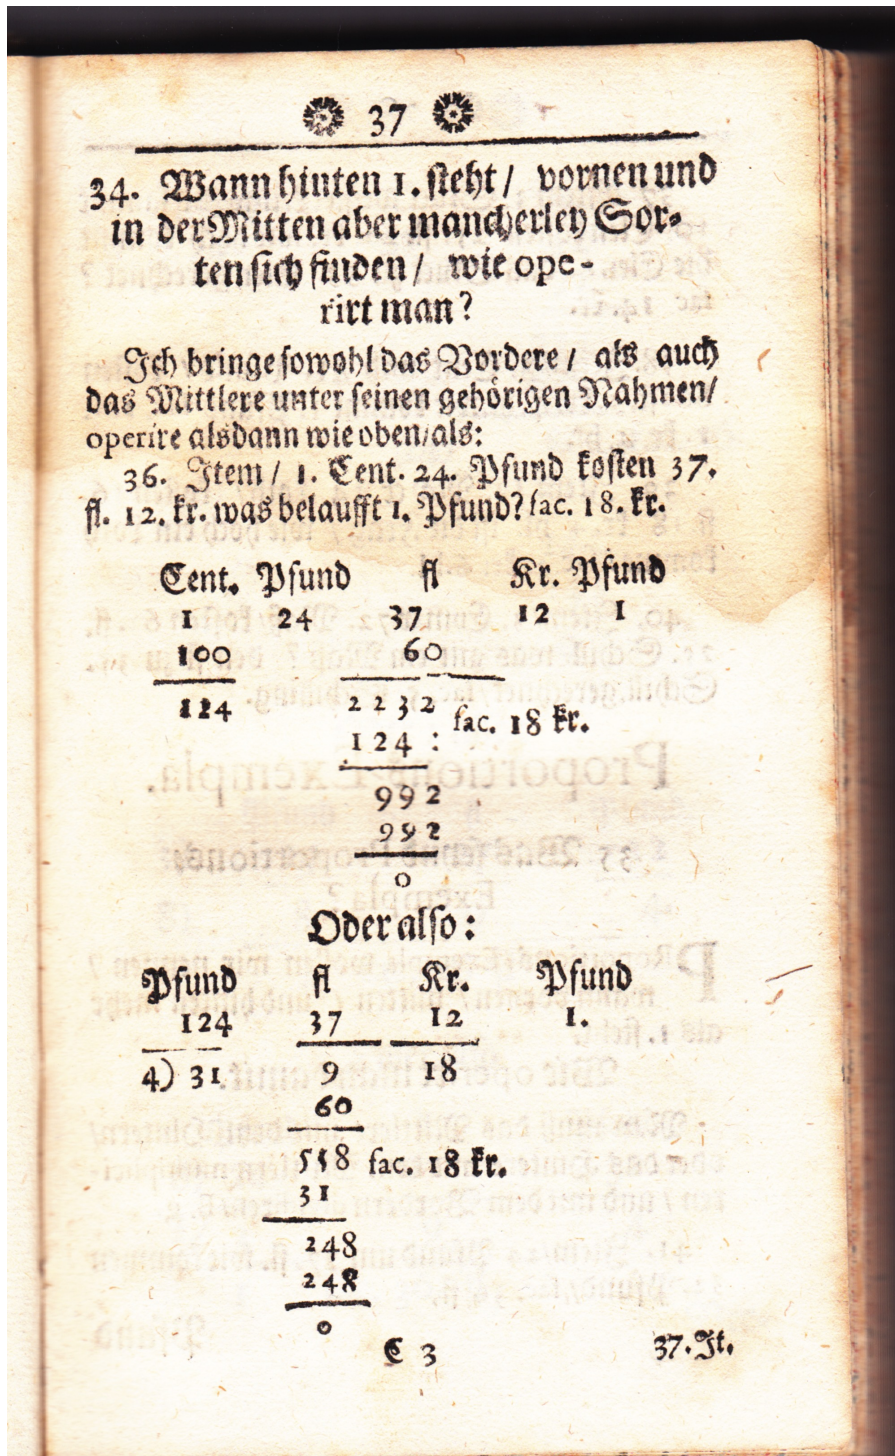 37
34. Wann hinten 1. steht / vornen und
in der Mitten aber mancherley Sor-
ten sich finden / wie ope-
rirt man?
Ich bringe sowohl das Vordere / als auch
das Mittlere unter seinen gehörigen Nahmen/
operire alsdann wie oben/als:
36. Item / 1. Cent. 24. Pfund kosten 37.
fl. 12. kr. was belaufft 1. Pfund? fac. 18. kr.
Cent. Pfund fl Kr. Pfund
1 24 37 12 1
100 60
124 2232
fac. 18 kr.
124 :
992
992
0
Oder also:
Pfund fl Kr. Pfund
124 37 12 1.
4) 31 9 18
60
558 fac. 18 kr.
31
248
248
0
C 3 37. It.